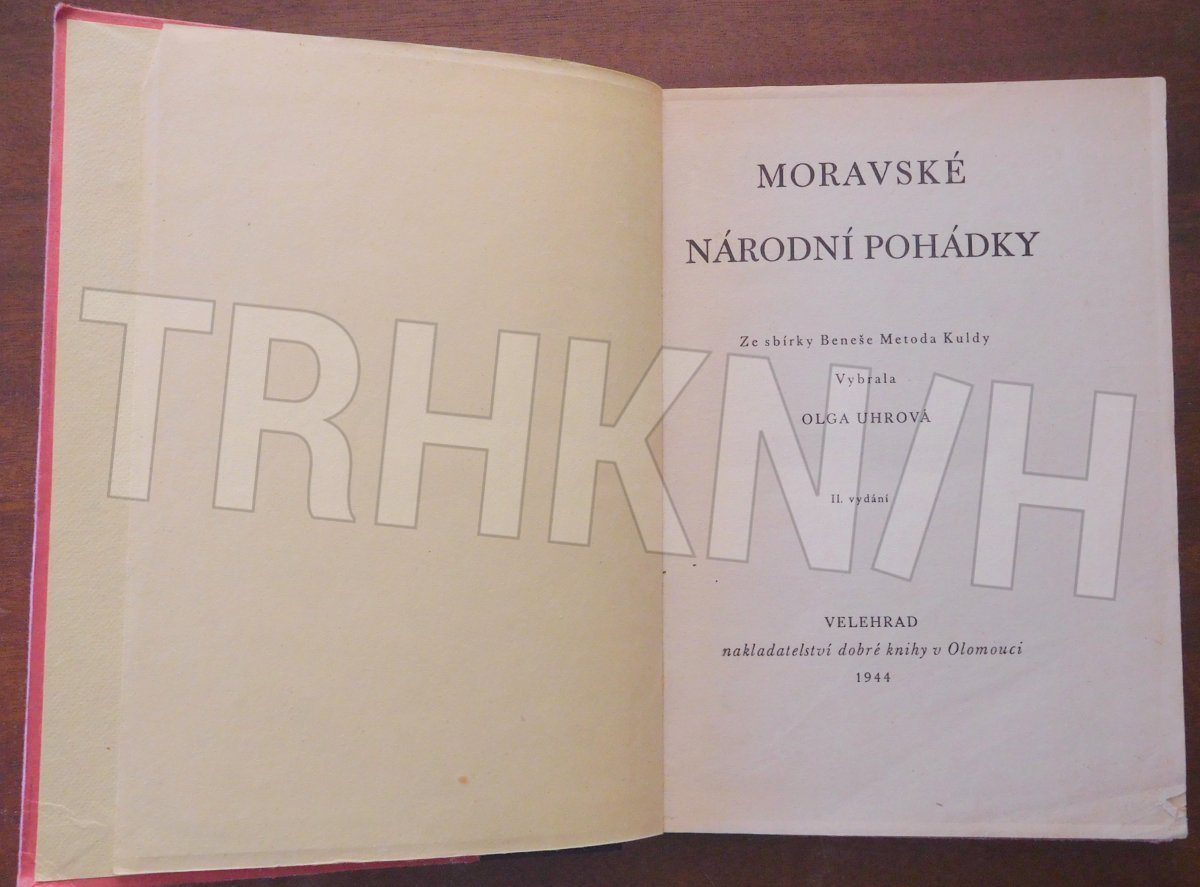 MORAVSKÉ
NÁRODNÍ POHÁDKY
Ze sbírky Beneše Metoda Kuldy
Vybrala
OLGA UHROVÁ
II. vydání
VELEHRAD
nakladatelství dobré knihy v Olomouci
1944
TRHKN/H